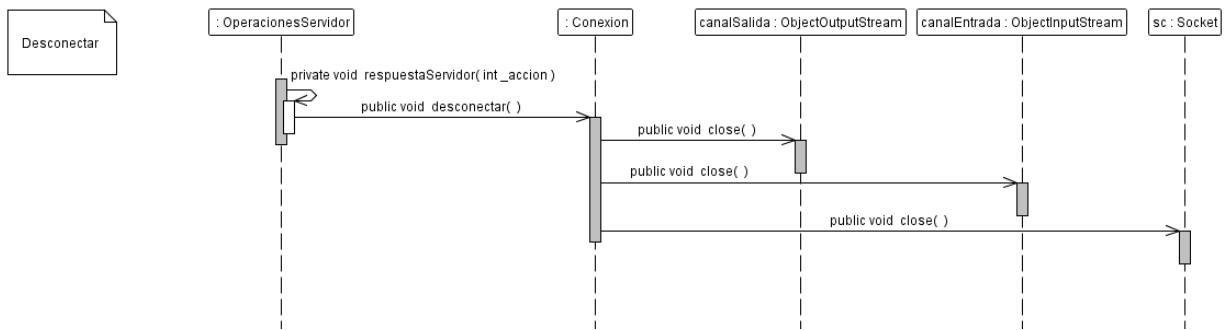 Desconectar
: OperacionesServidor
: Conexion
canalSalida : ObjectOutputStream
canalEntrada : ObjectInputStream
sc : Socket
private void respuestaServidor( int _accion )
public void desconectar( )
public void close( )
public void close( )
public void close( )